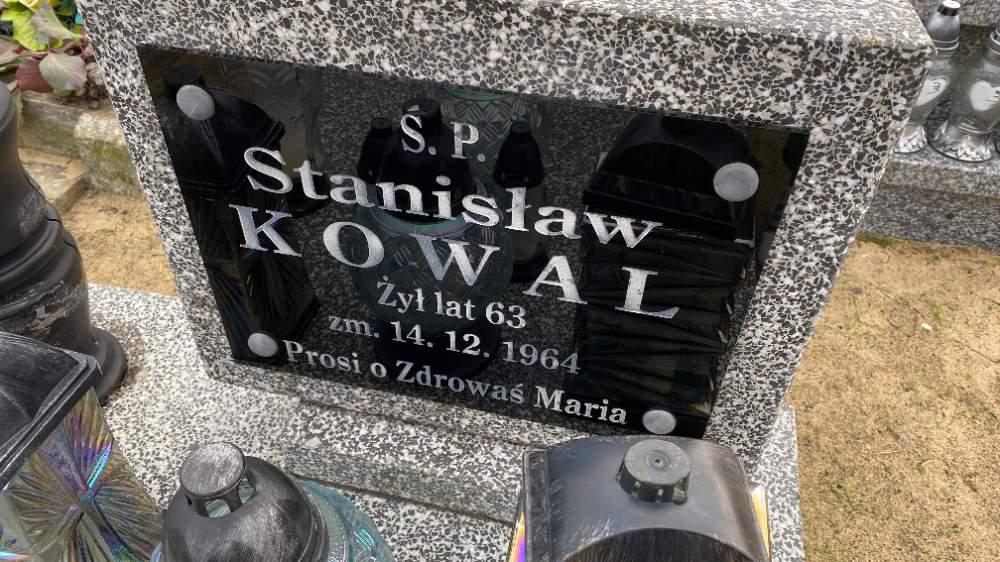 Ś. P.
Stanisław
KOWAL
Żył lat 63
zm. 14. 12. 1964
Prosi o Zdrowaś Maria